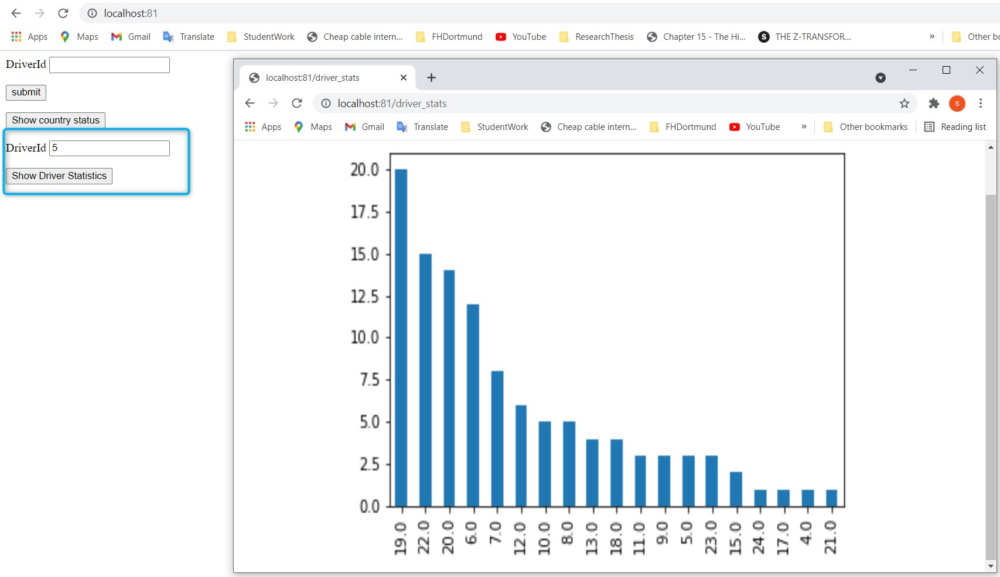 localhost:81
Apps Maps Gmail Translate StudentWork Cheap cable intern... FHDortmund YouTube ResearchThesis Chapter 15 - The Hi... THE Z-TRANSFOR... » Other bo
DriverId
submit
Show country status
DriverId 5
Show Driver Statistics
localhost:81/driver_stats
localhost:81/driver_stats
s
Apps Maps Gmail Translate StudentWork Cheap cable intern... FHDortmund YouTube » Other bookmarks Reading list
20.0
17.5
15.0
12.5
10.0
7.5
5.0
2.5
0.0
19.0 22.0 20.0 6.0 7.0 12.0 10.0 8.0 13.0 18.0 11.0 9.0 5.0 23.0 15.0 24.0 17.0 4.0 21.0